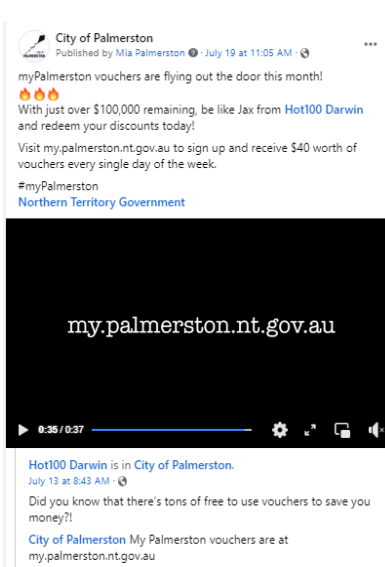 City of Palmerston
Published by Mia Palmerston · July 19 at 11:05 AM ·
myPalmerston vouchers are flying out the door this month!
🔥🔥🔥
With just over $100,000 remaining, be like Jax from Hot100 Darwin
and redeem your discounts today!
Visit my.palmerston.nt.gov.au to sign up and receive $40 worth of
vouchers every single day of the week.
#myPalmerston
Northern Territory Government
my.palmerston.nt.gov.au
0:35 / 0:37
Hot100 Darwin is in City of Palmerston.
July 13 at 8:43 AM ·
Did you know that there's tons of free to use vouchers to save you
money?!
City of Palmerston My Palmerston vouchers are at
my.palmerston.nt.gov.au